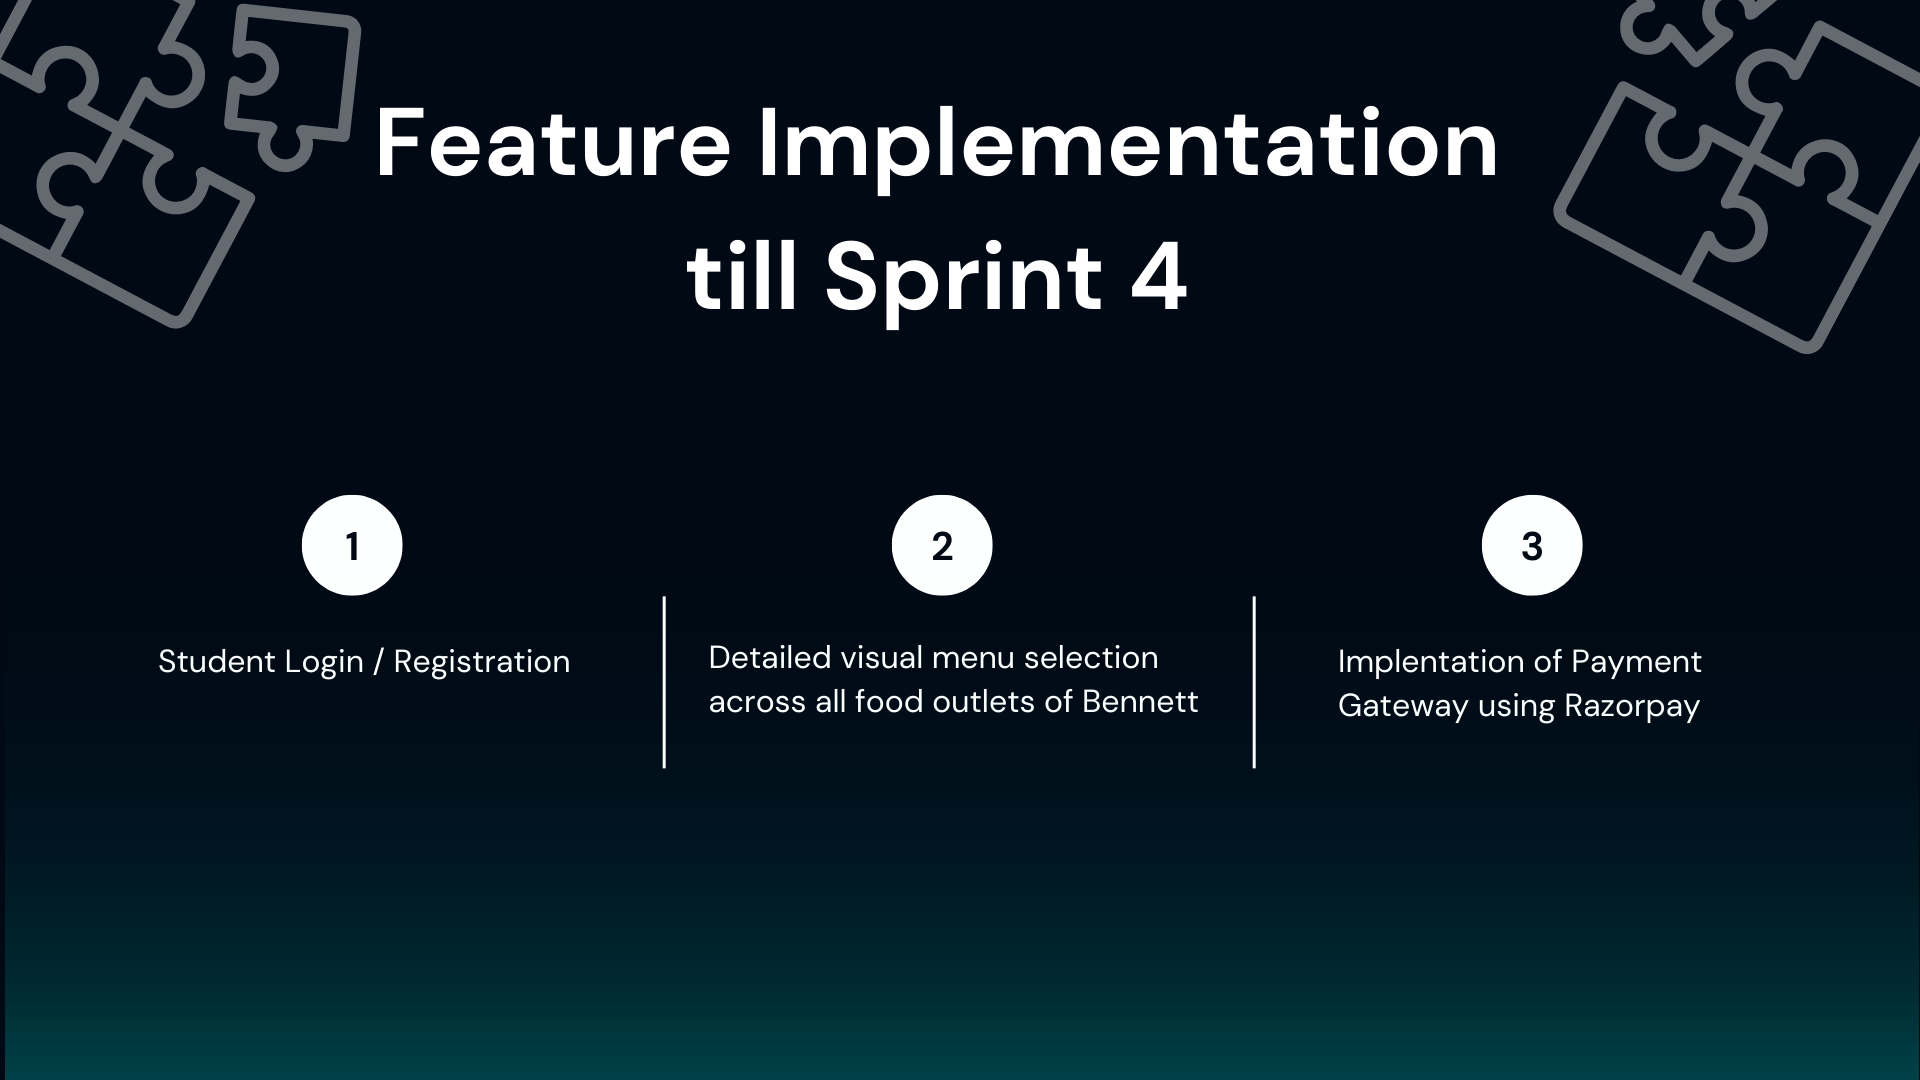 Feature Implementation
till Sprint 4
1
Student Login / Registration
2
Detailed visual menu selection
across all food outlets of Bennett
3
Implentation of Payment
Gateway using Razorpay